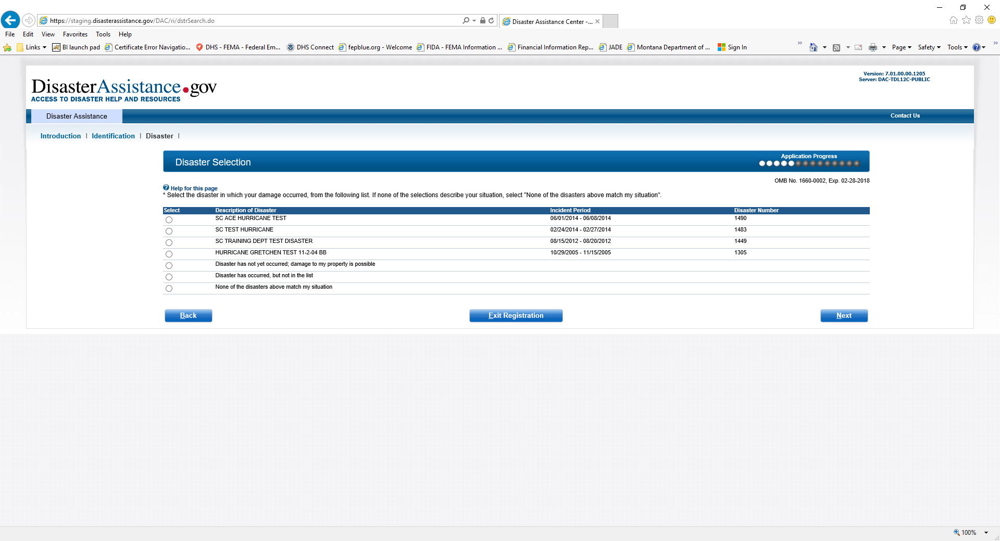 https://staging.disasterassistance.gov/DAC/ri/dstrSearch.do
Disaster Assistance Center -...
File Edit View Favorites Tools Help
Links BI launch pad Certificate Error Navigatio... DHS - FEMA - Federal Em... DHS Connect fepblue.org - Welcome FIDA - FEMA Information ... Financial Information Rep... JADE Montana Department of ... Sign In » Page Safety Tools »
Version: 7.01.00.00.1205
Server: DAC-TDL12C-PUBLIC
DisasterAssistance.gov
ACCESS TO DISASTER HELP AND RESOURCES
Disaster Assistance Contact Us
Introduction | Identification | Disaster |
Disaster Selection
Application Progress
OMB No. 1660-0002, Exp. 02-28-2018
Help for this page
* Select the disaster in which your damage occurred, from the following list. If none of the selections describe your situation, select "None of the disasters above match my situation".
Select Description of Disaster Incident Period Disaster Number
SC ACE HURRICANE TEST 06/01/2014 - 06/08/2014 1490
SC TEST HURRICANE 02/24/2014 - 02/27/2014 1483
SC TRAINING DEPT TEST DISASTER 08/15/2012 - 08/20/2012 1449
HURRICANE GRETCHEN TEST 11-2-04 BB 10/29/2005 - 11/15/2005 1305
Disaster has not yet occurred; damage to my property is possible
Disaster has occurred, but not in the list
None of the disasters above match my situation
Back Exit Registration Next
100%